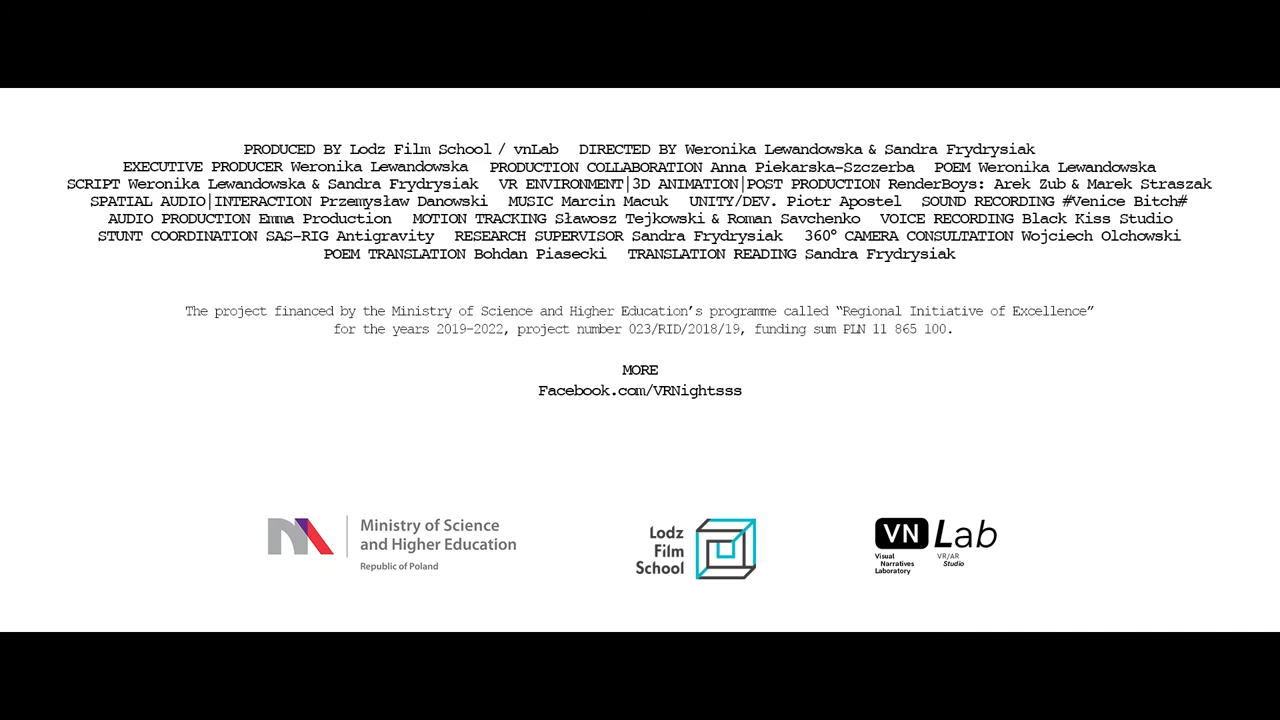 PRODUCED BY Lodz Film School / vnLab DIRECTED BY Weronika Lewandowska & Sandra Frydrysiak
EXECUTIVE PRODUCER Weronika Lewandowska PRODUCTION COLLABORATION Anna Piekarska-Szczerba POEM Weronika Lewandowska
SCRIPT Weronika Lewandowska & Sandra Frydrysiak VR ENVIRONMENT|3D ANIMATION|POST PRODUCTION RenderBoys: Arek Zub & Marek Straszak
SPATIAL AUDIO|INTERACTION Przemysław Danowski MUSIC Marcin Macuk UNITY/DEV. Piotr Apostel SOUND RECORDING #Venice Bitch#
AUDIO PRODUCTION Emma Production MOTION TRACKING Sławosz Tejkowski & Roman Savchenko VOICE RECORDING Black Kiss Studio
STUNT COORDINATION SAS-RIG Antigravity RESEARCH SUPERVISOR Sandra Frydrysiak 360° CAMERA CONSULTATION Wojciech Olchowski
POEM TRANSLATION Bohdan Piasecki TRANSLATION READING Sandra Frydrysiak
The project financed by the Ministry of Science and Higher Education’s programme called “Regional Initiative of Excellence”
for the years 2019-2022, project number 023/RID/2018/19, funding sum PLN 11 865 100.
MORE
Facebook.com/VRNightsss
Ministry of Science
and Higher Education
Republic of Poland
Lodz
Film
School
VN Lab
Visual
Narratives
Laboratory
VR/AR
Studio